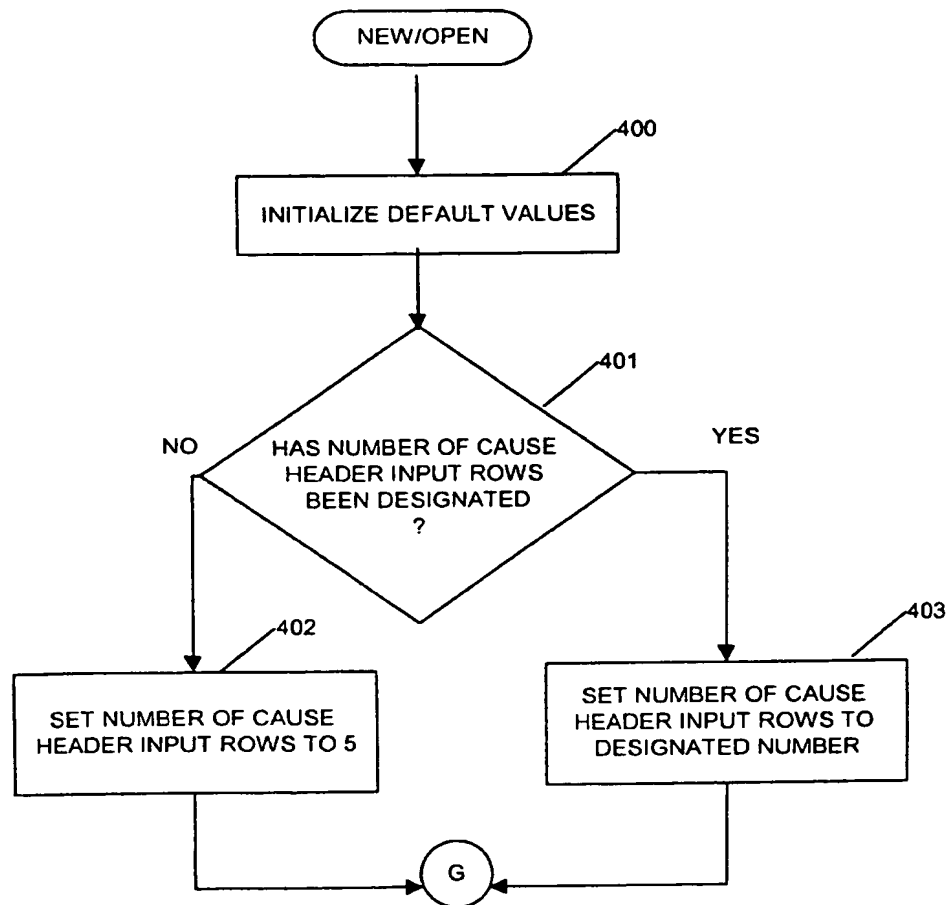 NEW/OPEN
400
INITIALIZE DEFAULT VALUES
401
NO
YES
HAS NUMBER OF CAUSE
HEADER INPUT ROWS
BEEN DESIGNATED
?
402
403
SET NUMBER OF CAUSE
HEADER INPUT ROWS TO 5
SET NUMBER OF CAUSE
HEADER INPUT ROWS TO
DESIGNATED NUMBER
G